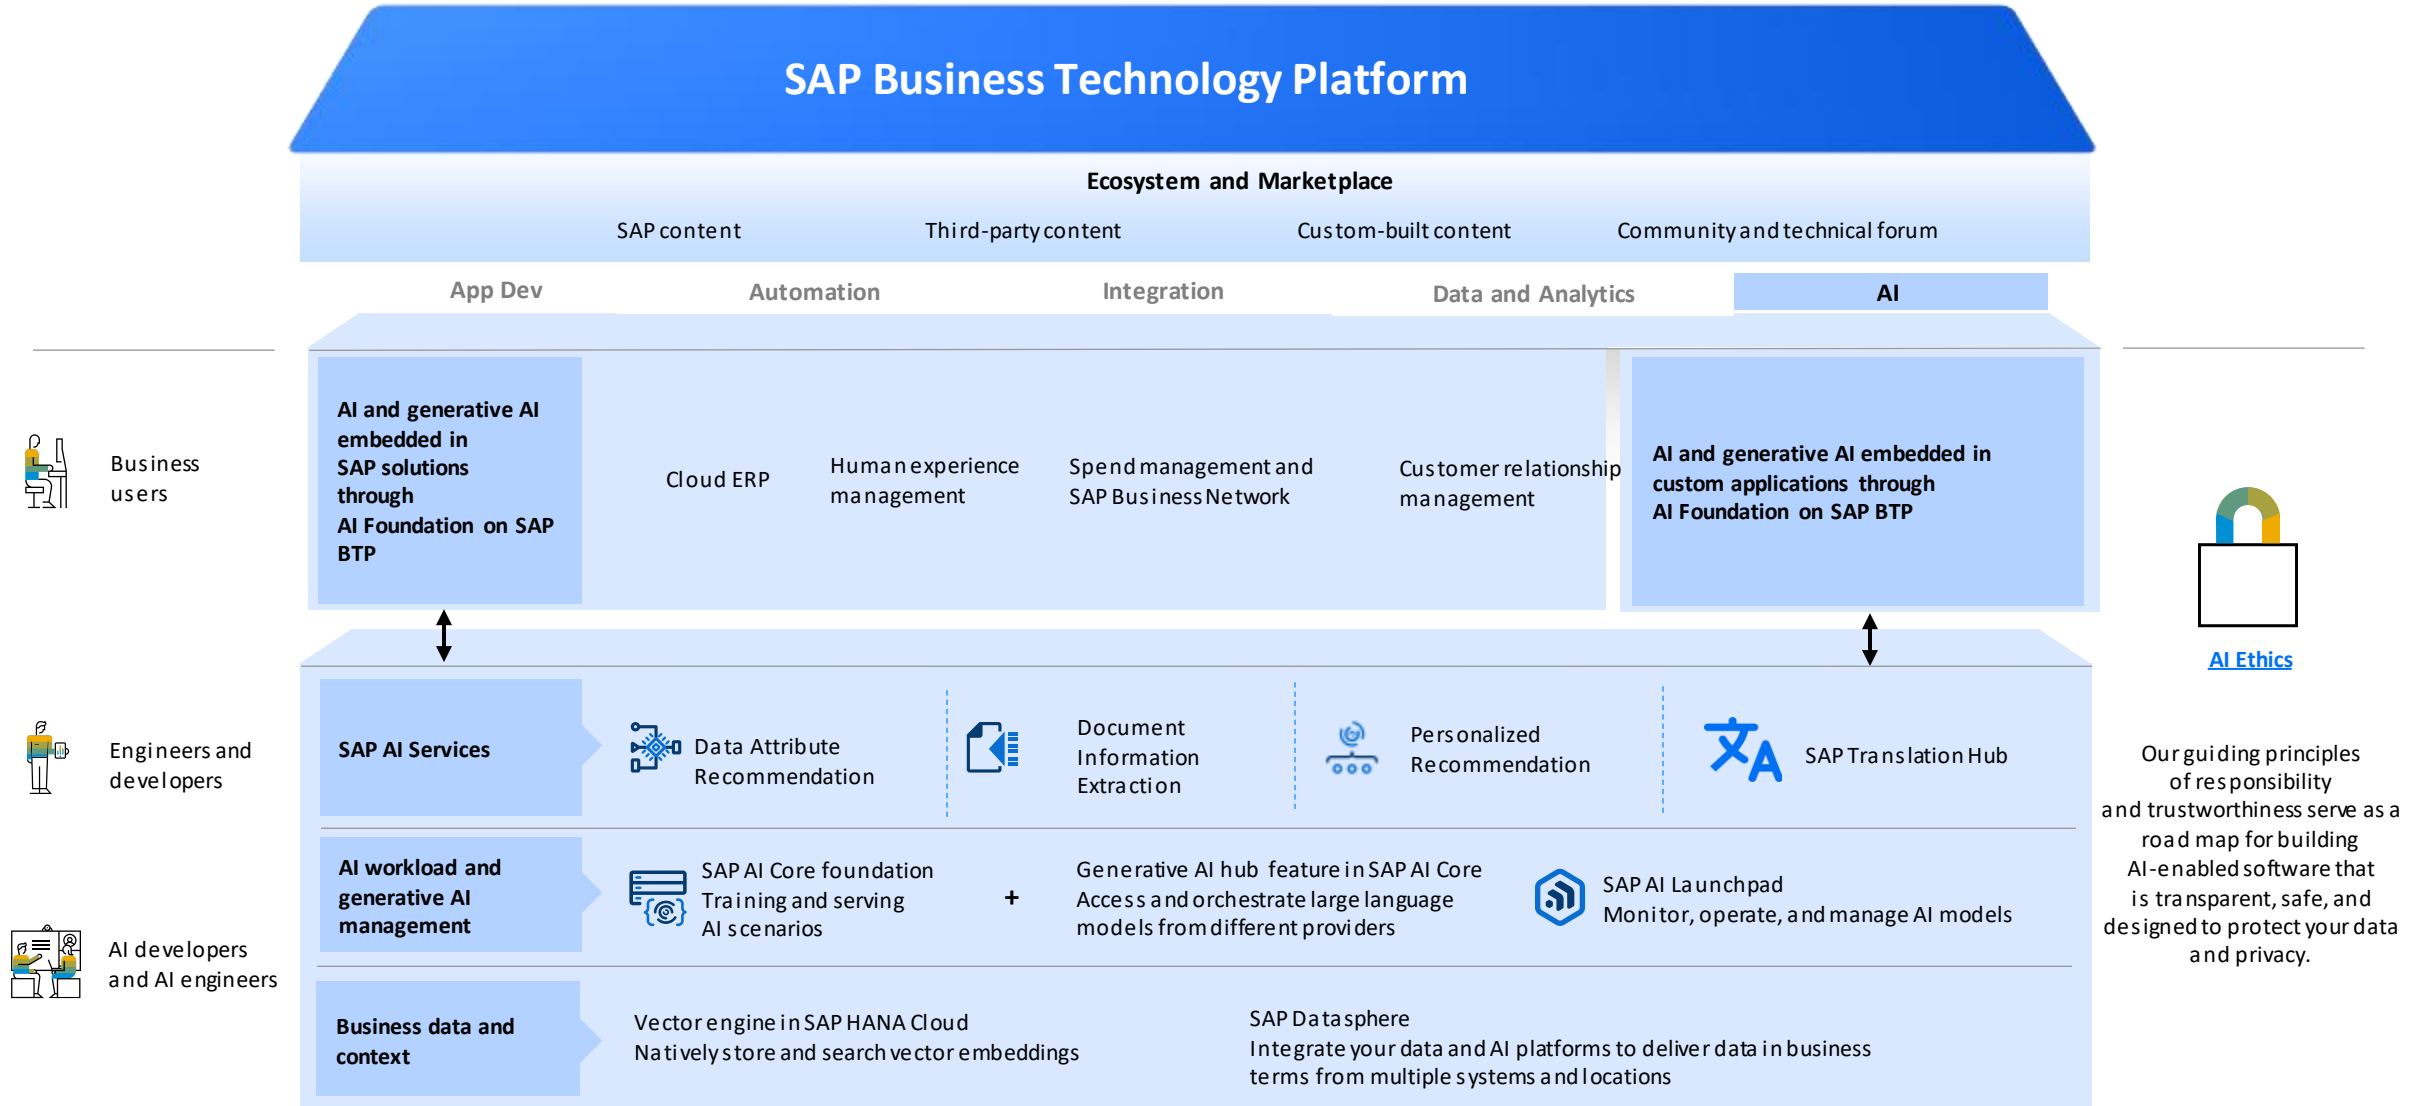 SAP Business Technology Platform
Ecosystem and Marketplace
SAP content
Third-party content
Custom-built content
Community and technical forum
App Dev
Automation
Integration
Data and Analytics
AI
Business
users
AI and generative AI
embedded in
SAP solutions
through
AI Foundation on SAP
BTP
Cloud ERP
Human experience
management
Spend management and
SAP Business Network
Customer relationship
management
AI and generative AI embedded in
custom applications through
AI Foundation on SAP BTP
Engineers and
developers
SAP AI Services
Data Attribute
Recommendation
Document
Information
Extraction
Personalized
Recommendation
SAP Translation Hub
AI developers
and AI engineers
AI workload and
generative AI
management
SAP AI Core foundation
Training and serving
AI scenarios
+
Generative AI hub feature in SAP AI Core
Access and orchestrate large language
models from different providers
SAP AI Launchpad
Monitor, operate, and manage AI models
Business data and
context
Vector engine in SAP HANA Cloud
Natively store and search vector embeddings
SAP Datasphere
Integrate your data and AI platforms to deliver data in business
terms from multiple systems and locations
AI Ethics
Our guiding principles
of responsibility
and trustworthiness serve as a
road map for building
AI-enabled software that
is transparent, safe, and
designed to protect your data
and privacy.